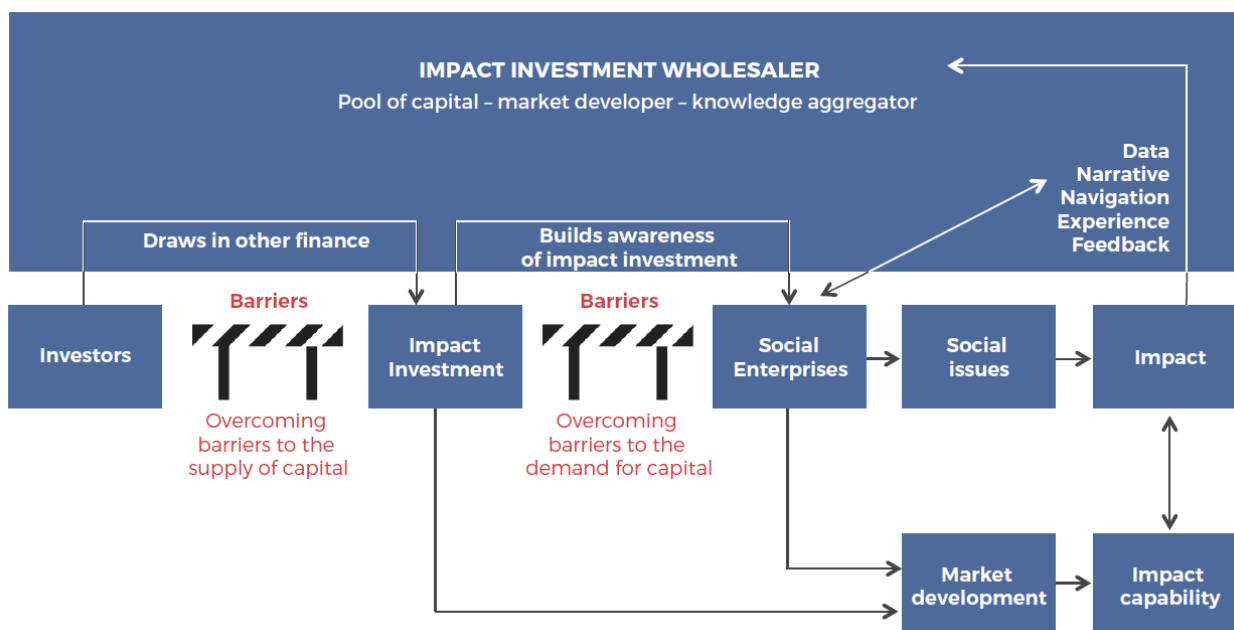 IMPACT INVESTMENT WHOLESALER
Pool of capital – market developer – knowledge aggregator
Data
Narrative
Navigation
Experience
Feedback
Draws in other finance
Builds awareness
of impact investment
Investors
Barriers
Overcoming
barriers to the
supply of capital
Impact
Investment
Barriers
Overcoming
barriers to the
demand for capital
Social
Enterprises
Social
issues
Impact
Market
development
Impact
capability